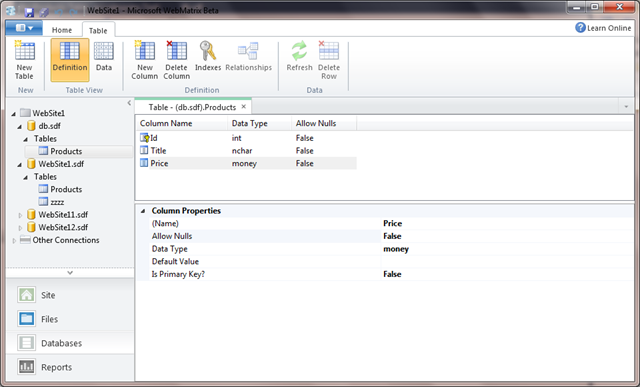 WebSite1 - Microsoft WebMatrix Beta
Home Table Learn Online
New Table Definition Data New Column Delete Column Indexes Relationships Refresh Delete Row
New Table View Definition Data
Table - (db.sdf).Products
WebSite1
db.sdf
Tables
Products
WebSite1.sdf
Tables
Products
zzzz
WebSite11.sdf
WebSite12.sdf
Other Connections
Site
Files
Databases
Reports
Column Name Data Type Allow Nulls
Id int False
Title nchar False
Price money False
Column Properties
(Name) Price
Allow Nulls False
Data Type money
Default Value
Is Primary Key? False